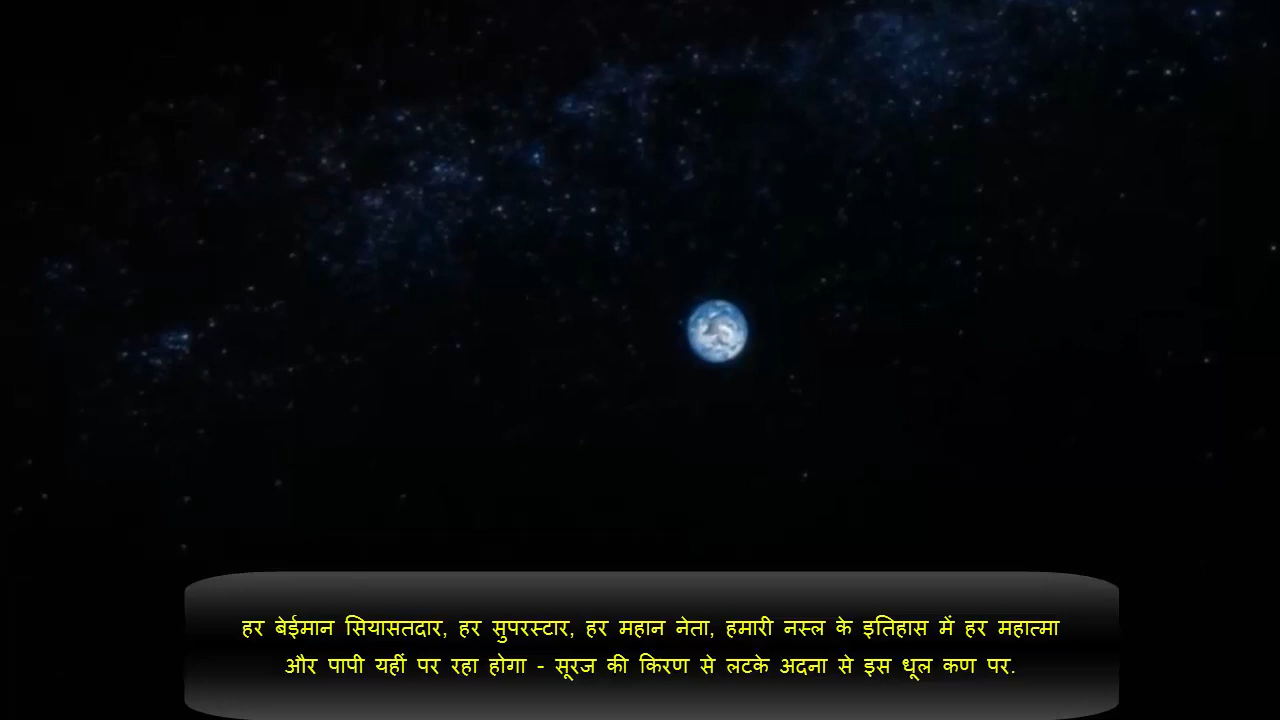 हर बेईमान सियासतदार, हर सुपरस्टार, हर महान नेता, हमारी नस्ल के इतिहास में हर महात्मा
और पापी यहीं पर रहा होगा - सूरज की किरण से लटके अदना से इस धूल कण पर.